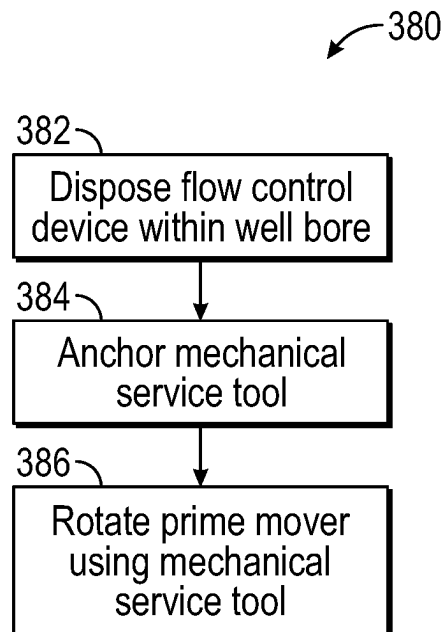 380
382
Dispose flow control
device within well bore
384
Anchor mechanical
service tool
386
Rotate prime mover
using mechanical
service tool